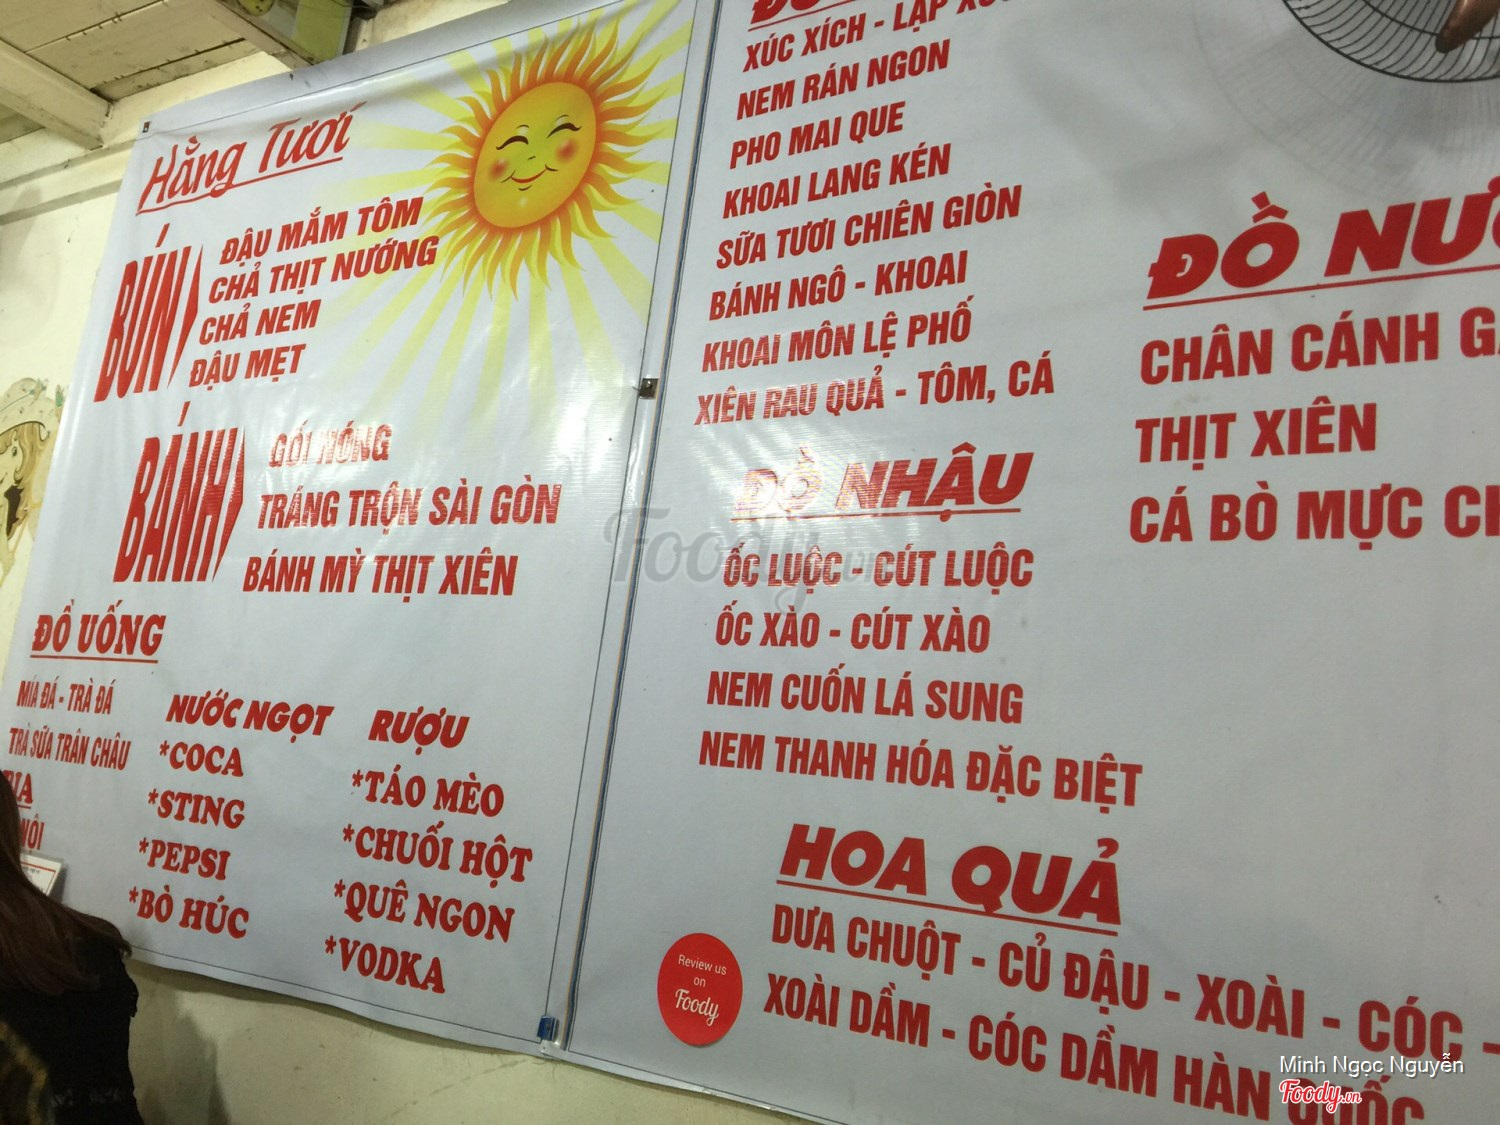 Hằng Tươi
BÚN
ĐẬU MẮM TÔM
CHẢ THỊT NƯỚNG
CHẢ NEM
ĐẬU MẸT
BÁNH
GỐI NÓNG
TRÁNG TRỘN SÀI GÒN
BÁNH MỲ THỊT XIÊN
ĐỒ UỐNG
MÍA ĐÁ - TRÀ ĐÁ
TRÀ SỮA TRÂN CHÂU
NƯỚC NGỌT
*COCA
*STING
*PEPSI
*BÒ HÚC
RƯỢU
*TÁO MÈO
*CHUỐI HỘT
*QUÊ NGON
*VODKA
XÚC XÍCH - LẠP
NEM RÁN NGON
PHO MAI QUE
KHOAI LANG KÉN
SỮA TƯƠI CHIÊN GIÒN
BÁNH NGÔ - KHOAI
KHOAI MÔN LỆ PHỐ
XIÊN RAU QUẢ - TÔM, CÁ
ĐỒ NHẬU
ỐC LUỘC - CÚT LUỘC
ỐC XÀO - CÚT XÀO
NEM CUỐN LÁ SUNG
NEM THANH HÓA ĐẶC BIỆT
HOA QUẢ
DƯA CHUỘT - CỦ ĐẬU - XOÀI - CÓC -
XOÀI DẦM - CÓC DẦM HÀN QUỐC
ĐỒ
CHÂN CÁNH
THỊT XIÊN
CÁ BÒ MỰC
Review us
on
Foody
Foody.vn
Minh Ngọc Nguyễn
Foody.vn